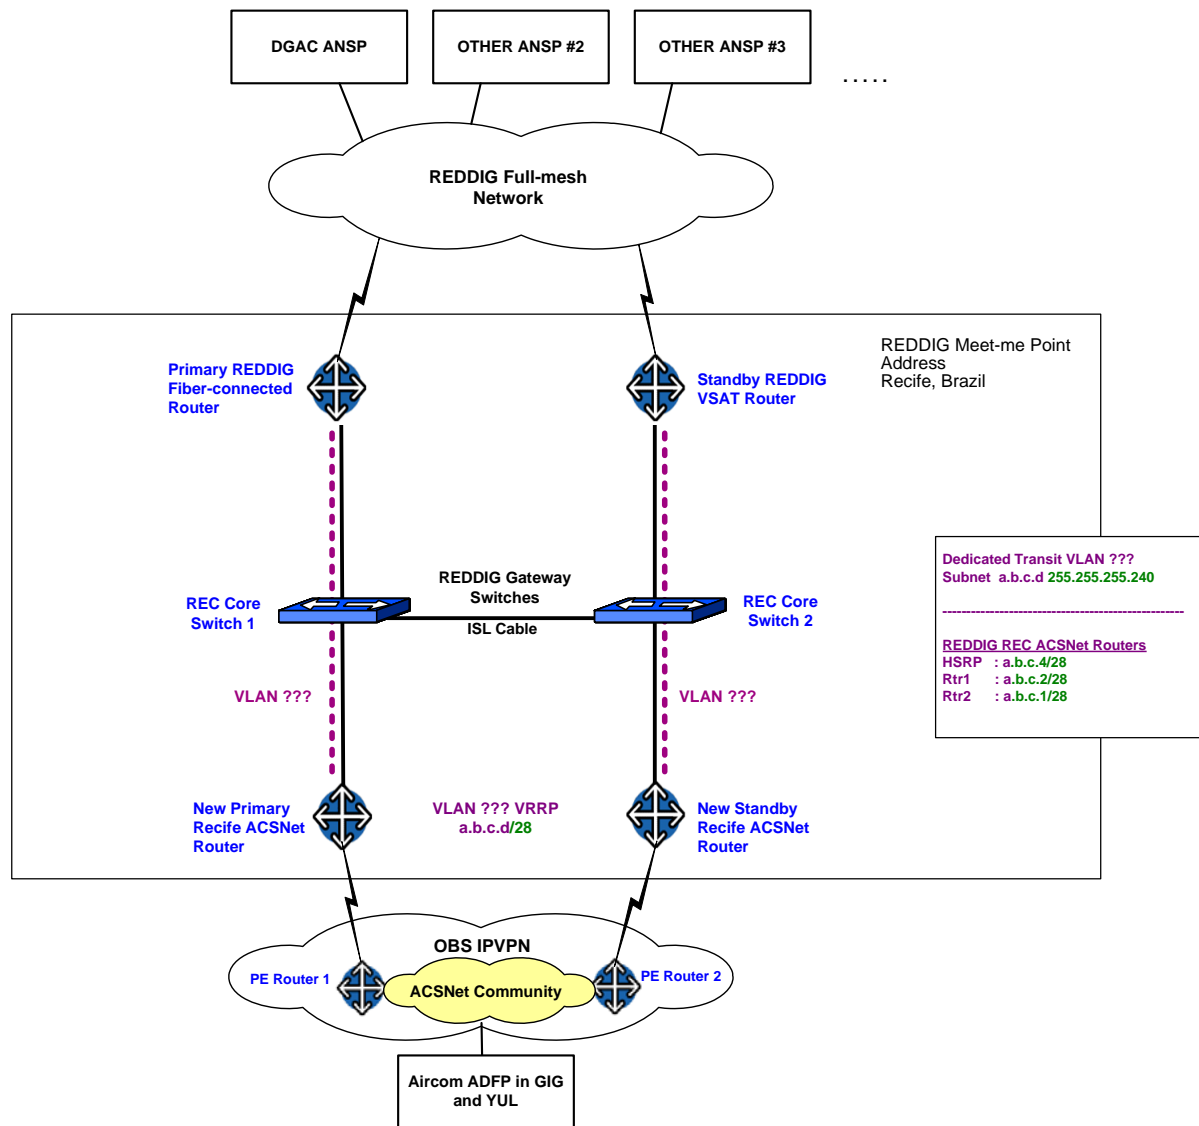 DGAC ANSP
OTHER ANSP #2
OTHER ANSP #3
.....
REDDIG Full-mesh
Network
REDDIG Meet-me Point
Address
Recife, Brazil
Primary REDDIG
Fiber-connected
Router
Standby REDDIG
VSAT Router
Dedicated Transit VLAN ???
Subnet a.b.c.d 255.255.255.240
--------------------------------------------
REDDIG REC ACSNet Routers
HSRP : a.b.c.4/28
Rtr1 : a.b.c.2/28
Rtr2 : a.b.c.1/28
REDDIG Gateway
Switches
ISL Cable
REC Core
Switch 1
REC Core
Switch 2
VLAN ???
VLAN ???
New Primary
Recife ACSNet
Router
VLAN ??? VRRP
a.b.c.d/28
New Standby
Recife ACSNet
Router
OBS IPVPN
PE Router 1
ACSNet Community
PE Router 2
Aircom ADFP in GIG
and YUL